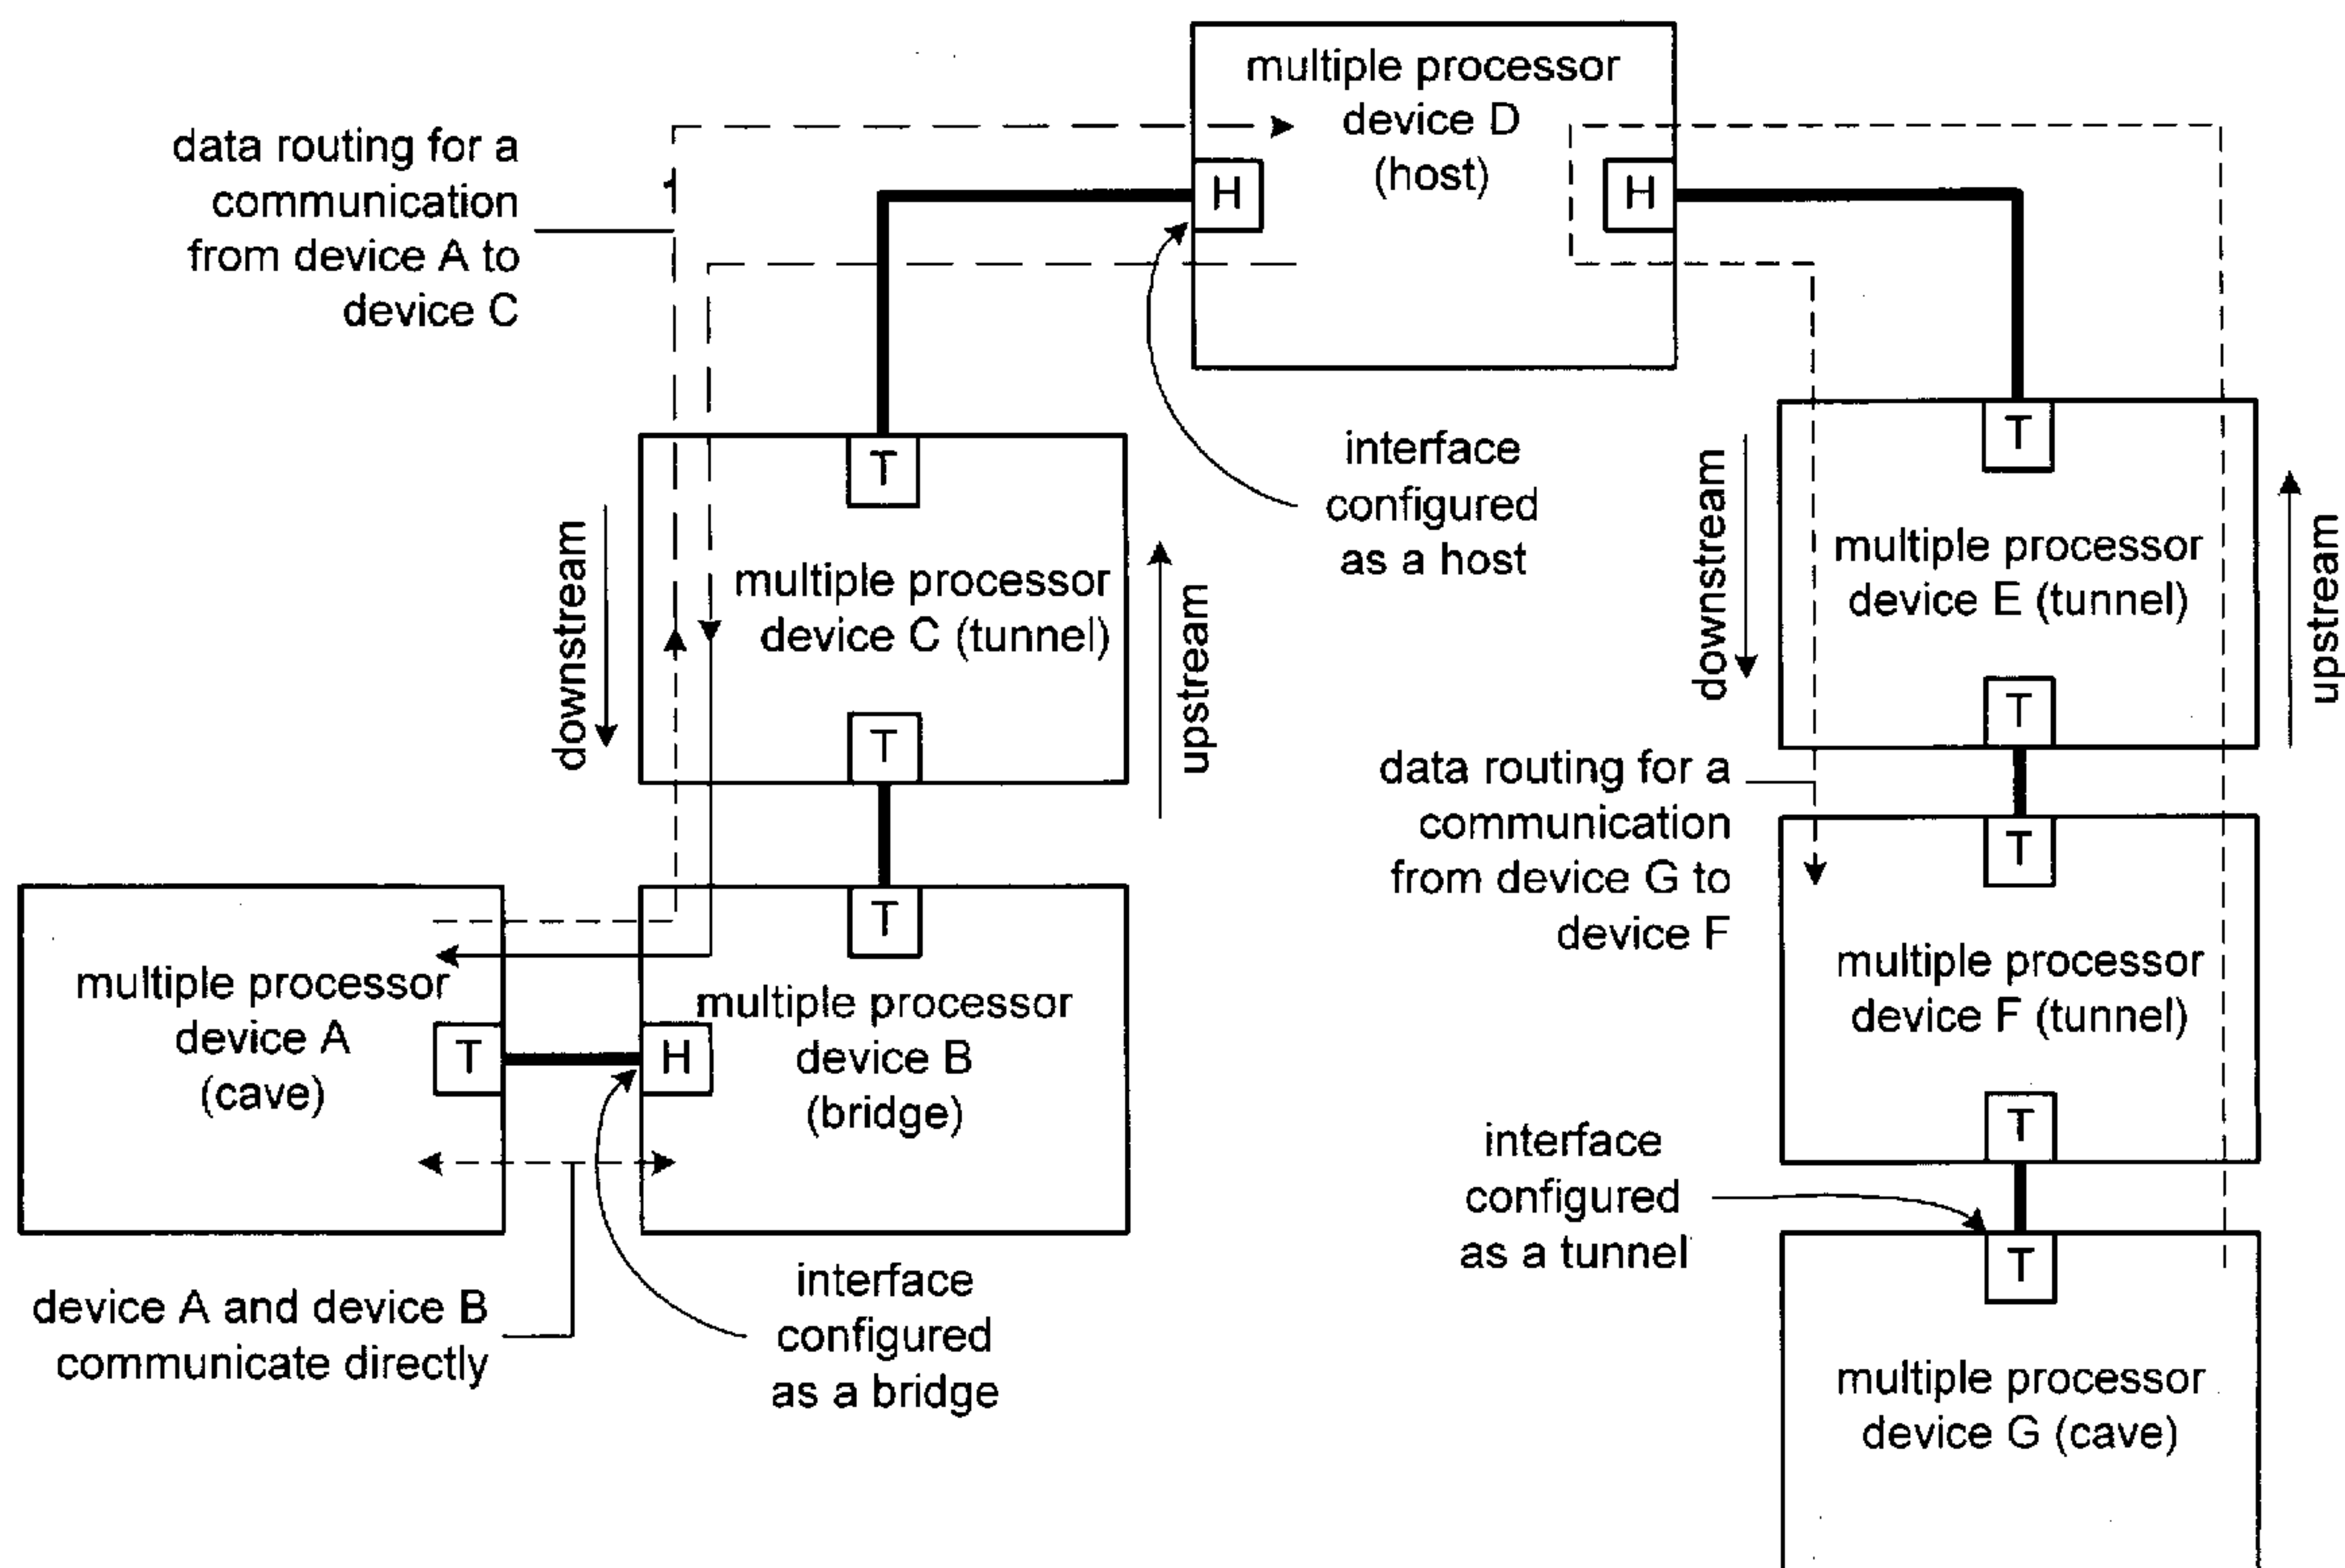 multiple processor
device D
(host)
H
H
data routing for a
communication
from device A to
device C
T
multiple processor
device C (tunnel)
T
downstream
upstream
interface
configured
as a host
downstream
T
multiple processor
device E (tunnel)
T
upstream
data routing for a
communication
from device G to
device F
T
multiple processor
device F (tunnel)
T
multiple processor
device A
(cave)
T
T
H
multiple processor
device B
(bridge)
device A and device B
communicate directly
interface
configured
as a bridge
interface
configured
as a tunnel
T
multiple processor
device G (cave)